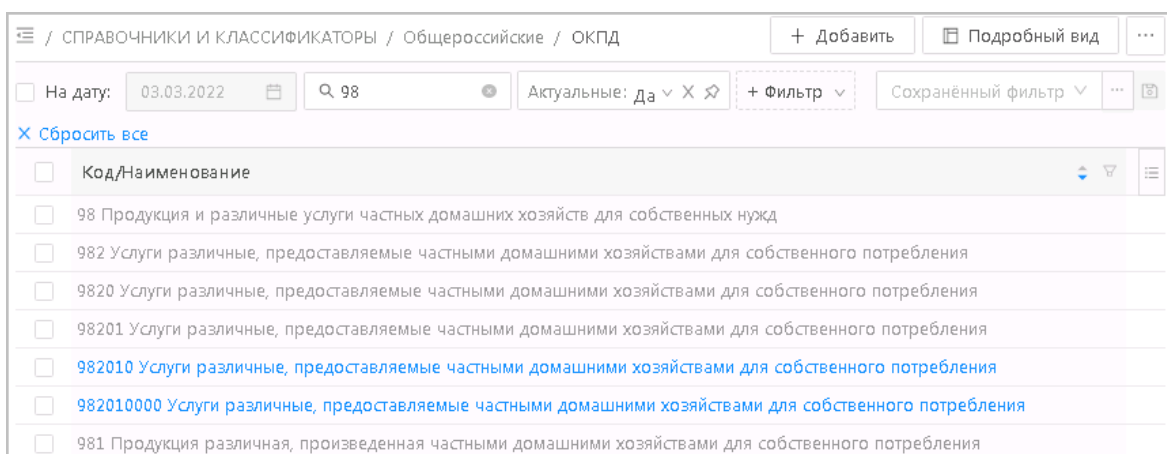 / СПРАВОЧНИКИ И КЛАССИФИКАТОРЫ / Общероссийские / ОКПД + Добавить Подробный вид ...
На дату: 03.03.2022 98 Актуальные: Да + Фильтр Сохранённый фильтр ...
Сбросить все
Код/Наименование
98 Продукция и различные услуги частных домашних хозяйств для собственных нужд
982 Услуги различные, предоставляемые частными домашними хозяйствами для собственного потребления
9820 Услуги различные, предоставляемые частными домашними хозяйствами для собственного потребления
98201 Услуги различные, предоставляемые частными домашними хозяйствами для собственного потребления
982010 Услуги различные, предоставляемые частными домашними хозяйствами для собственного потребления
982010000 Услуги различные, предоставляемые частными домашними хозяйствами для собственного потребления
981 Продукция различная, произведенная частными домашними хозяйствами для собственного потребления